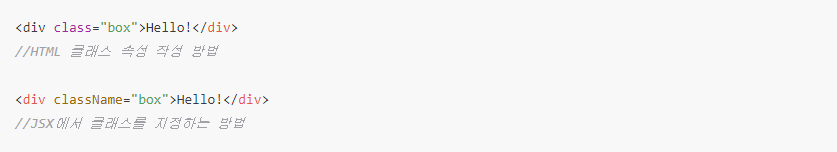 <div class="box">Hello!</div>
//HTML 클래스 속성 작성 방법
<div className="box">Hello!</div>
//JSX에서 클래스를 지정하는 방법